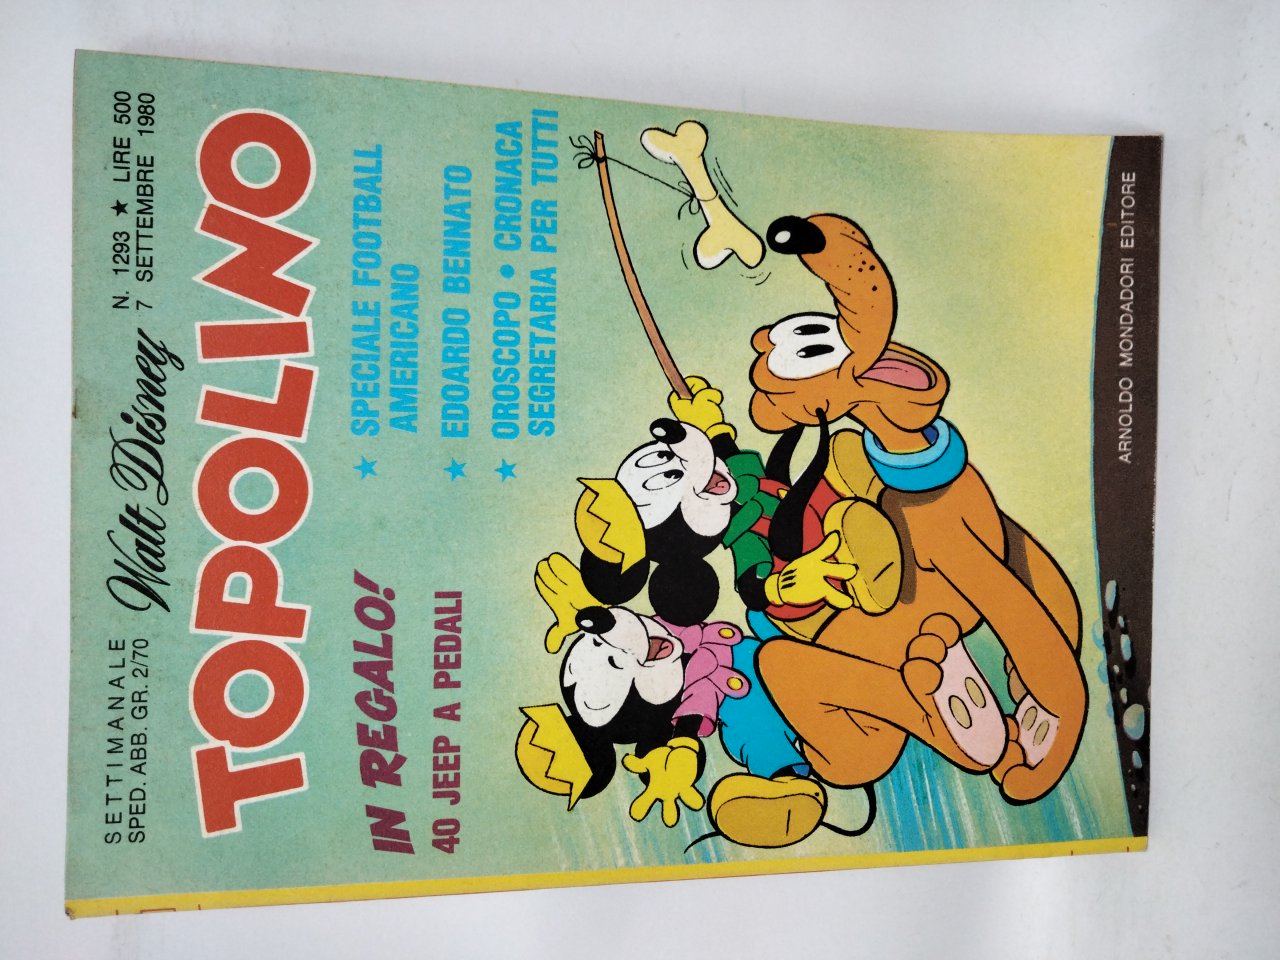 SETTIMANALE
SPED. ABB. GR. 2/70
Walt Disney
N. 1293 ★ LIRE 500
7 SETTEMBRE 1980
TOPOLINO
IN REGALO!
40 JEEP A PEDALI
★ SPECIALE FOOTBALL
AMERICANO
★ EDOARDO BENNATO
★ OROSCOPO • CRONACA
SEGRETARIA PER TUTTI
ARNOLDO MONDADORI EDITORE